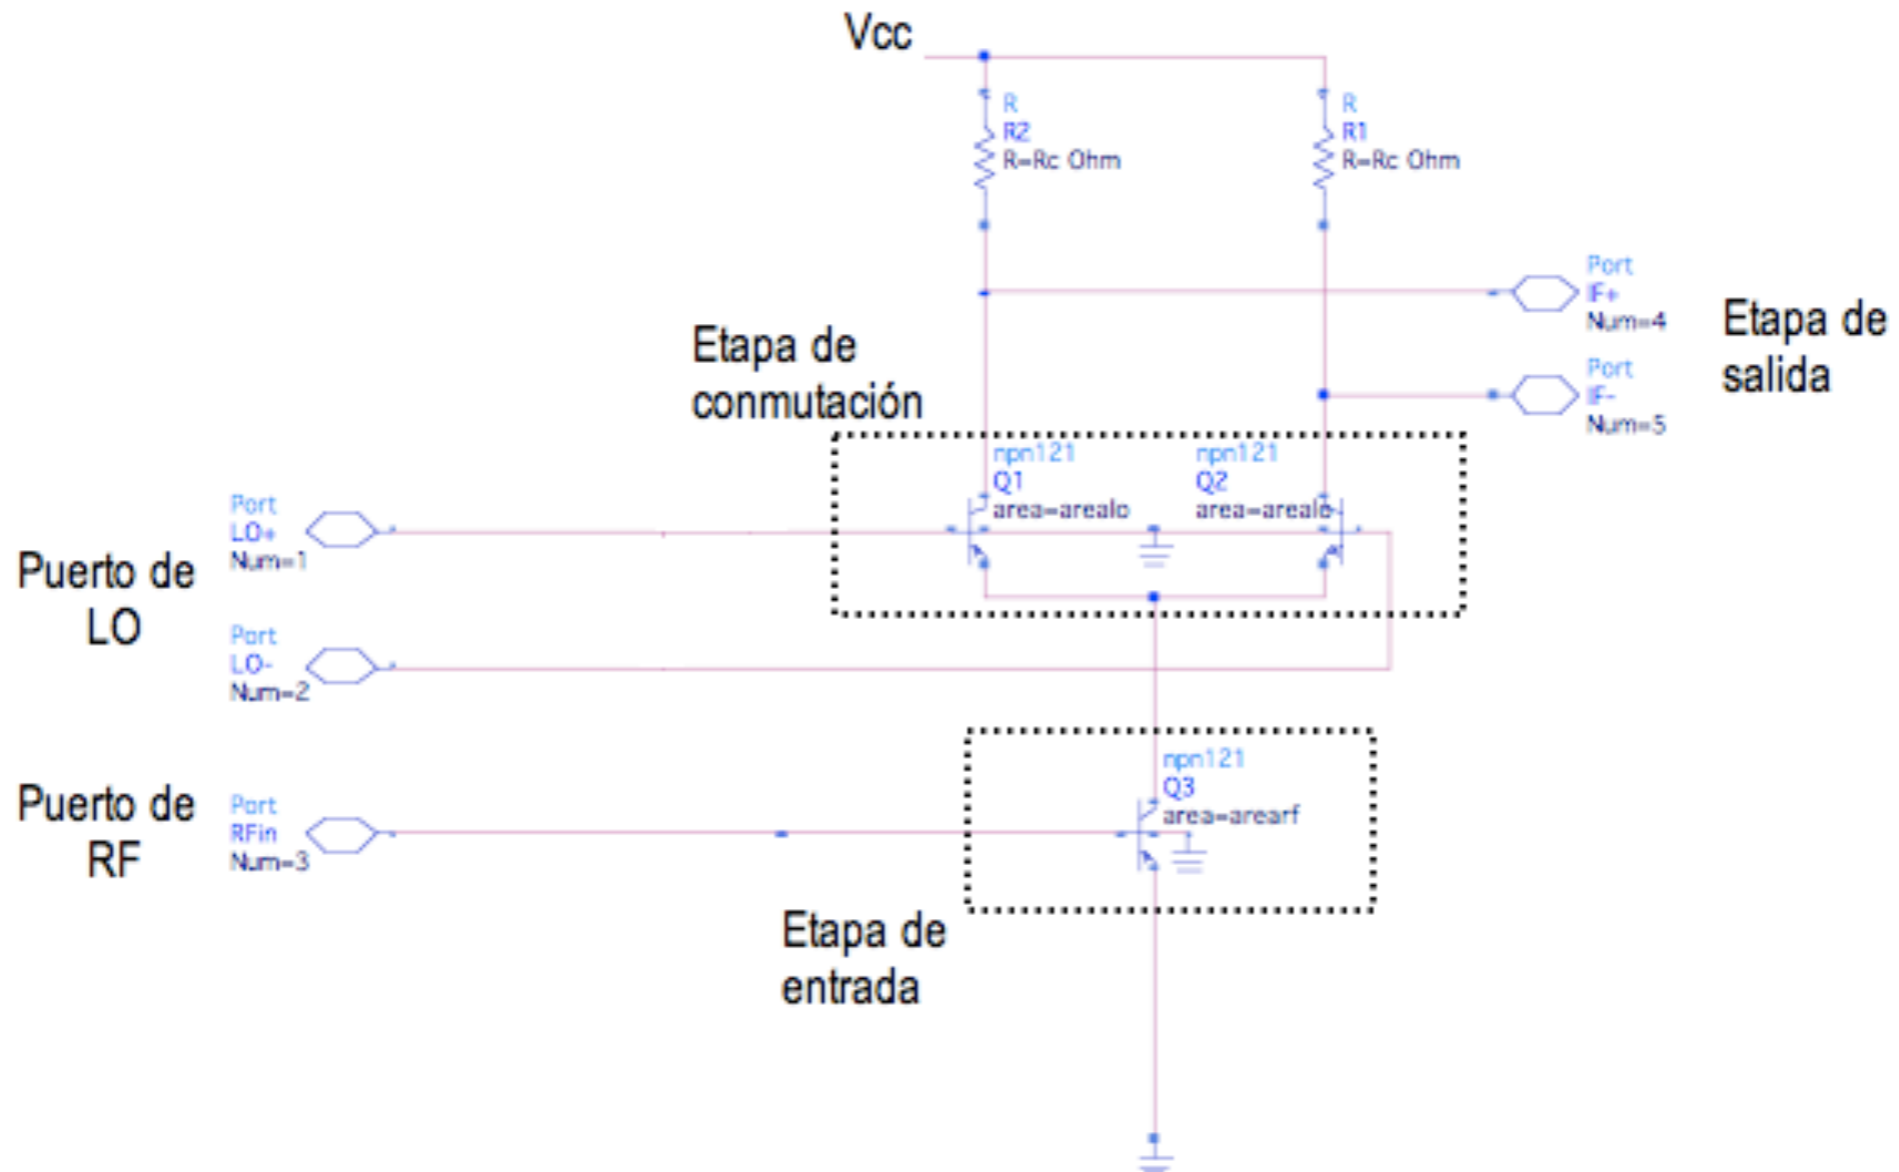 Vcc
R
R2
R=Rc Ohm
R
R1
R=Rc Ohm
Port
IF+
Num=4
Etapa de
salida
Port
IF-
Num=5
Etapa de
conmutación
npn121
Q1
area=arealo
npn121
Q2
area=arealo
Puerto de
LO
Port
LO+
Num=1
Port
LO-
Num=2
Puerto de
RF
Port
RFin
Num=3
npn121
Q3
area=arearf
Etapa de
entrada